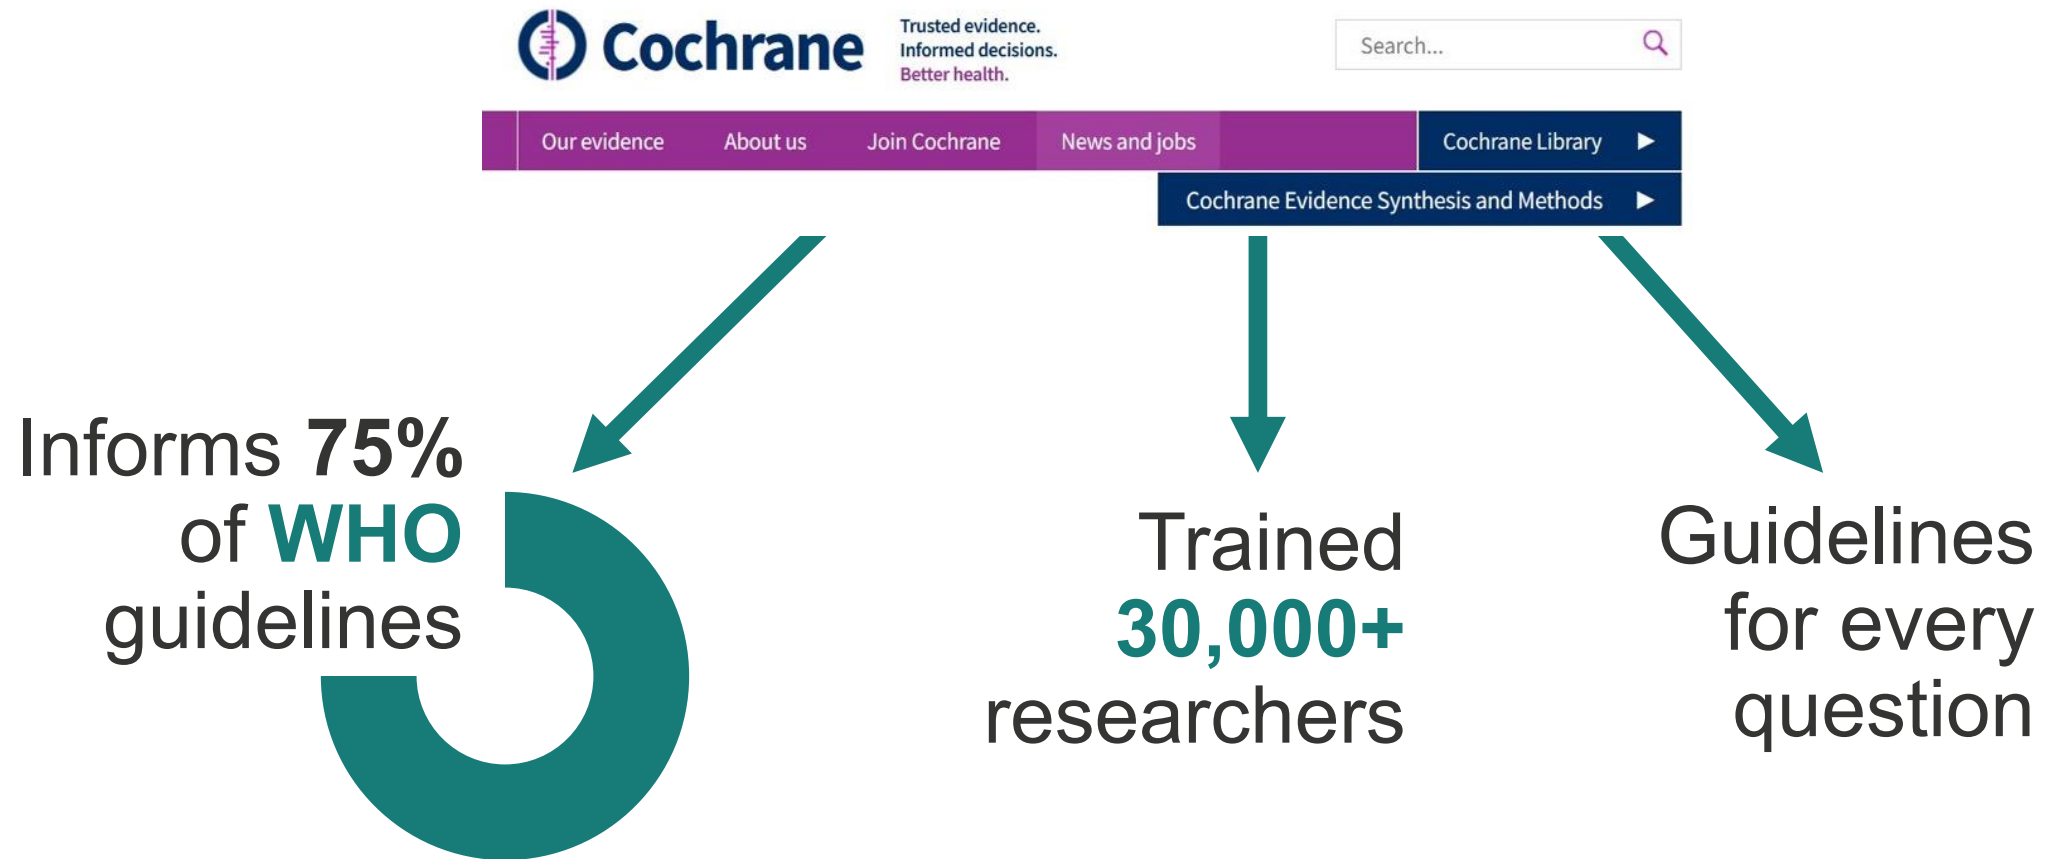 Cochrane
Trusted evidence.
Informed decisions.
Better health.
Search...
Our evidence
About us
Join Cochrane
News and jobs
Cochrane Library
Cochrane Evidence Synthesis and Methods
Informs 75%
of WHO
guidelines
Trained
30,000+
researchers
Guidelines
for every
question